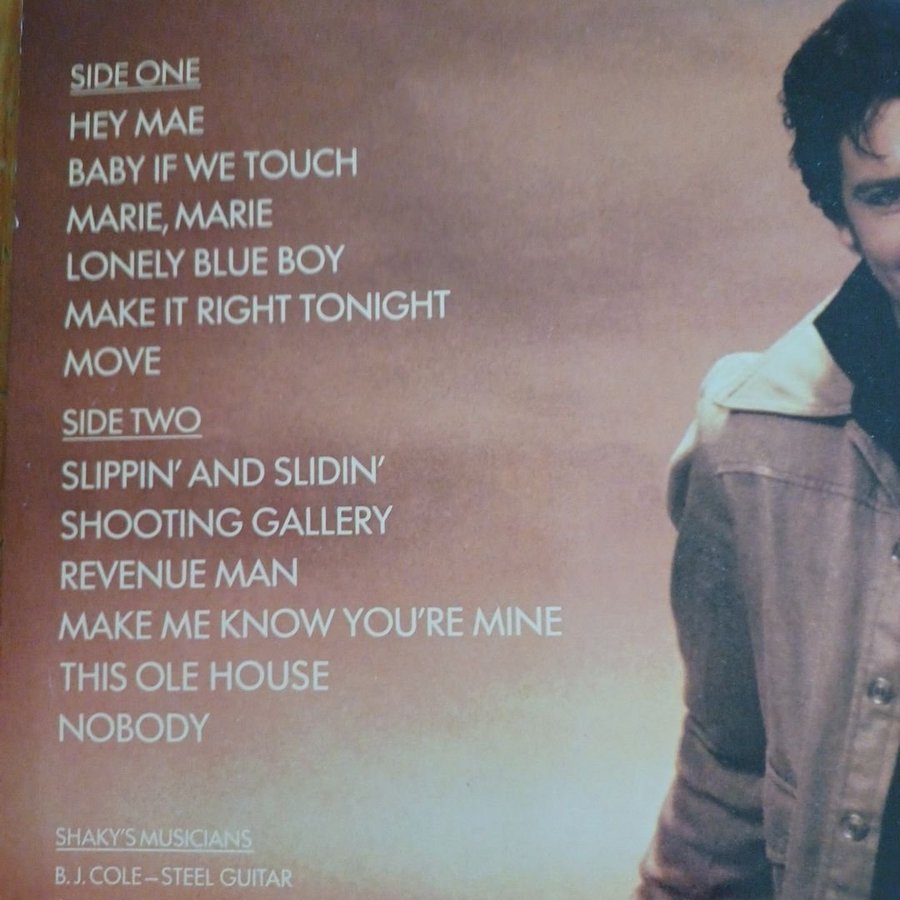 SIDE ONE
HEY MAE
BABY IF WE TOUCH
MARIE, MARIE
LONELY BLUE BOY
MAKE IT RIGHT TONIGHT
MOVE
SIDE TWO
SLIPPIN' AND SLIDIN'
SHOOTING GALLERY
REVENUE MAN
MAKE ME KNOW YOU'RE MINE
THIS OLE HOUSE
NOBODY
SHAKY'S MUSICIANS
B. J. COLE–STEEL GUITAR